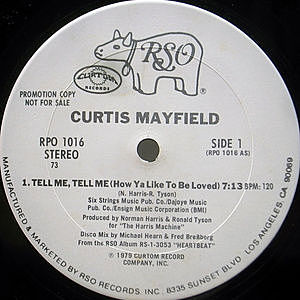 RSO
CURTOM
RECORDS
PROMOTION COPY
NOT FOR SALE
CURTIS MAYFIELD
RPO 1016
STEREO
73
SIDE 1
(RPO 1016 AS)
1. TELL ME, TELL ME (How Ya Like To Be Loved) 7:13 BPM: 120
(N. Harris-R. Tyson)
Six Strings Music Pub. Co./Dajoye Music
Pub. Co./Ensign Music Corporation (BMI)
Produced by Norman Harris & Ronald Tyson
for "The Harris Machine"
Disco Mix by Michael Hearn & Fred Breitberg
From the RSO Album RS-1-3053 "HEARTBEAT"
© 1979 CURTOM RECORD
COMPANY, INC.
MANUFACTURED & MARKETED BY RSO RECORDS, INC. 8335 SUNSET BLVD. LOS ANGELES, CA. 90069